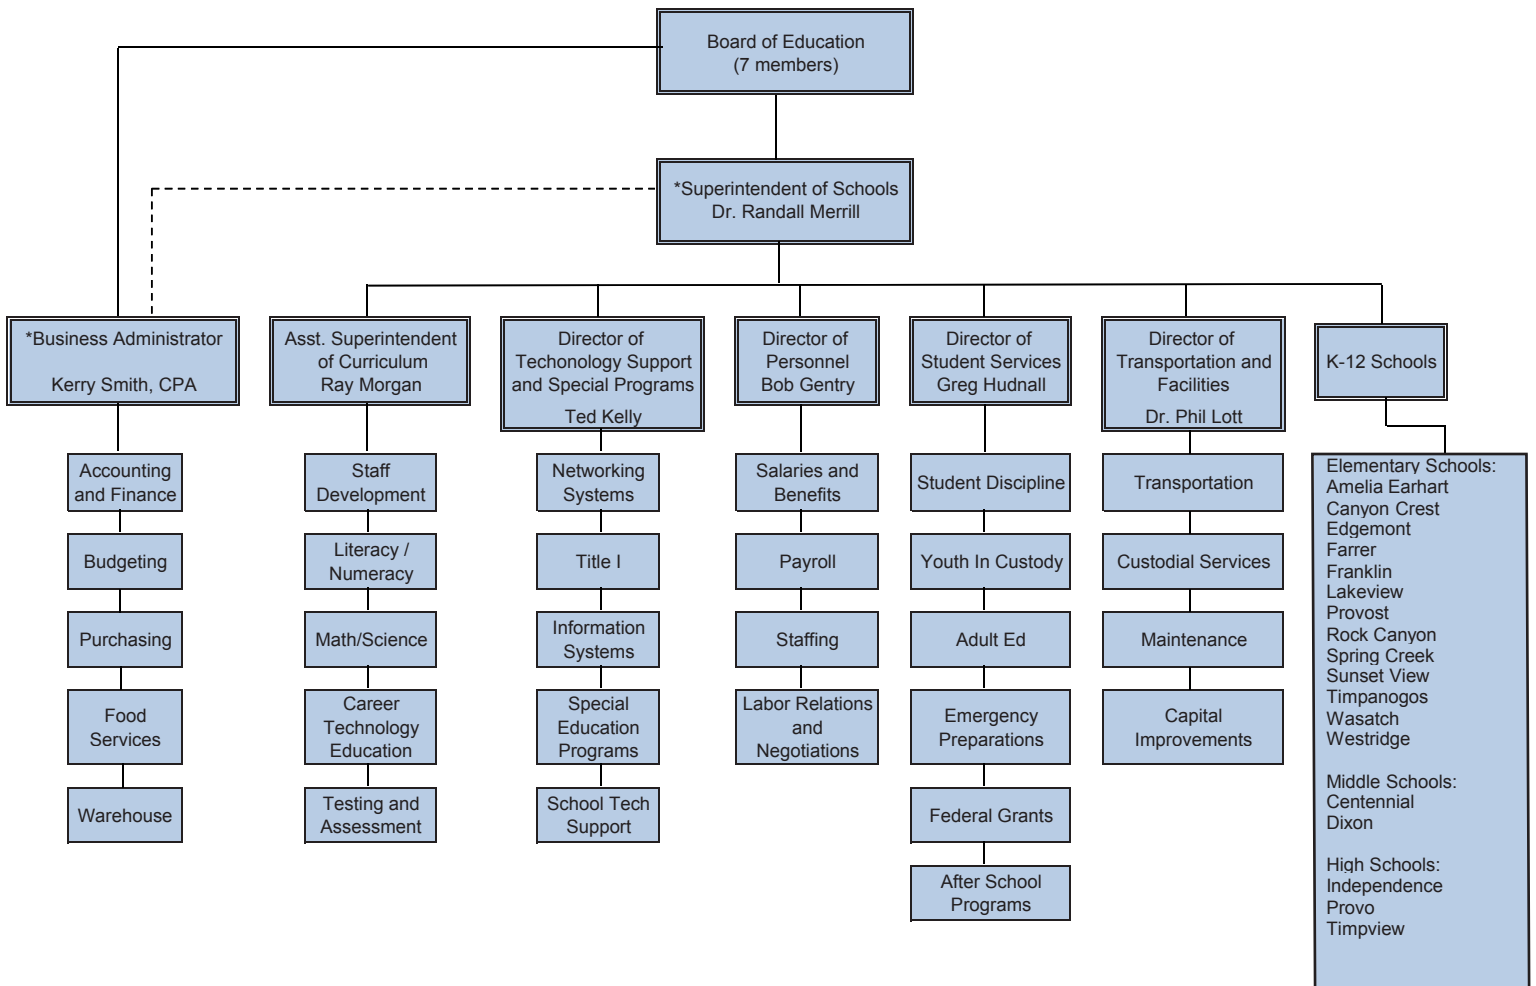 Board of Education
(7 members)
*Superintendent of Schools
Dr. Randall Merrill
*Business Administrator
Kerry Smith, CPA
Asst. Superintendent
of Curriculum
Ray Morgan
Director of
Techonology Support
and Special Programs
Ted Kelly
Director of
Personnel
Bob Gentry
Director of
Student Services
Greg Hudnall
Director of
Transportation and
Facilities
Dr. Phil Lott
K-12 Schools
Accounting
and Finance
Budgeting
Purchasing
Food
Services
Warehouse
Staff
Development
Literacy /
Numeracy
Math/Science
Career
Technology
Education
Testing and
Assessment
Networking
Systems
Title I
Information
Systems
Special
Education
Programs
School Tech
Support
Salaries and
Benefits
Payroll
Staffing
Labor Relations
and
Negotiations
Student Discipline
Youth In Custody
Adult Ed
Emergency
Preparations
Federal Grants
After School
Programs
Transportation
Custodial Services
Maintenance
Capital
Improvements
Elementary Schools:
Amelia Earhart
Canyon Crest
Edgemont
Farrer
Franklin
Lakeview
Provost
Rock Canyon
Spring Creek
Sunset View
Timpanogos
Wasatch
Westridge
Middle Schools:
Centennial
Dixon
High Schools:
Independence
Provo
Timpview